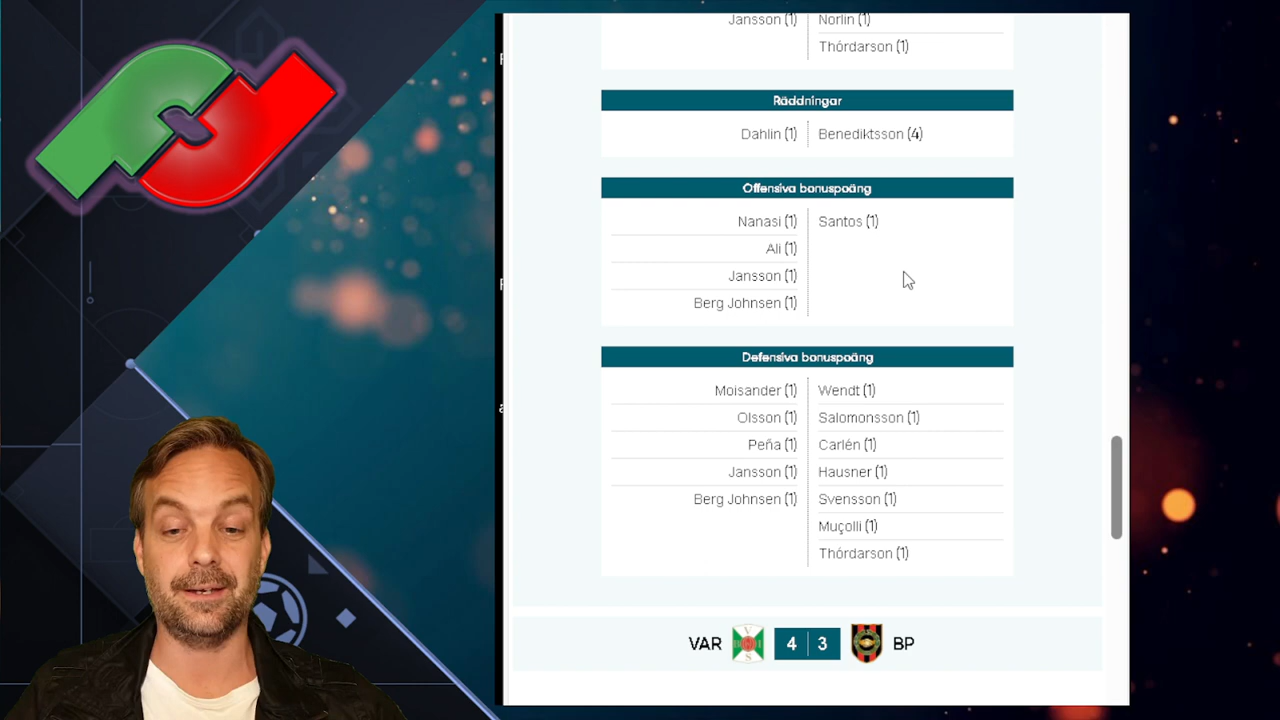 Jansson (1) Norlin (1)
Thórdarson (1)
Räddningar
Dahlin (1) Benediktsson (4)
Offensiva bonuspoäng
Nanasi (1) Santos (1)
Ali (1)
Jansson (1)
Berg Johnsen (1)
Defensiva bonuspoäng
Moisander (1) Wendt (1)
Olsson (1) Salomonsson (1)
Peña (1) Carlén (1)
Jansson (1) Hausner (1)
Berg Johnsen (1) Svensson (1)
Muçolli (1)
Thórdarson (1)
VAR 4 3 BP